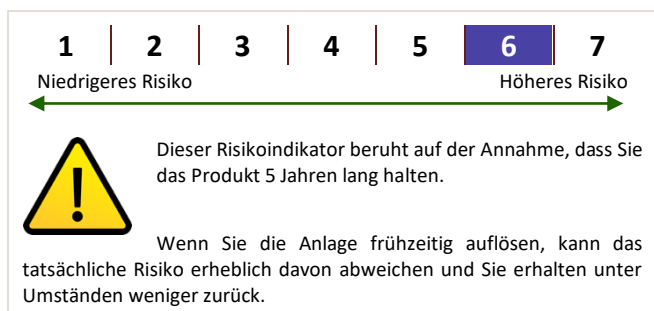 1 2 3 4 5 6 7
Niedrigeres Risiko Höheres Risiko
Dieser Risikoindikator beruht auf der Annahme, dass Sie
das Produkt 5 Jahren lang halten.
Wenn Sie die Anlage frühzeitig auflösen, kann das
tatsächliche Risiko erheblich davon abweichen und Sie erhalten unter
Umständen weniger zurück.